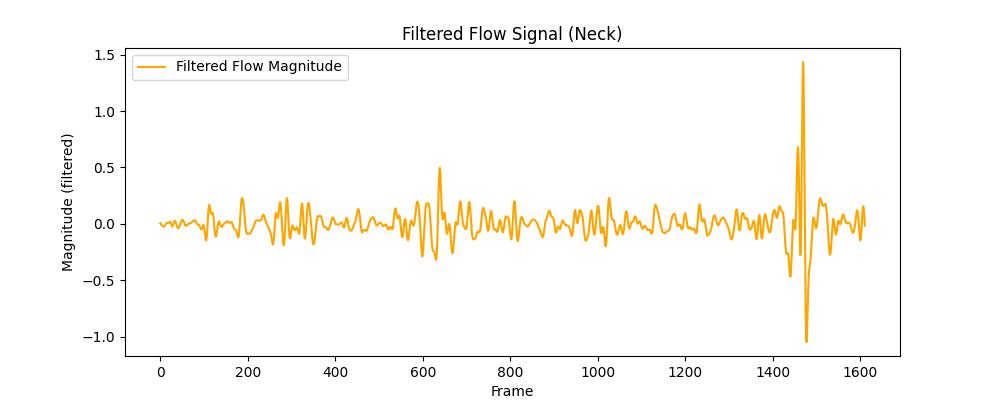 Filtered Flow Signal (Neck)
Filtered Flow Magnitude
Magnitude (filtered)
1.5
1.0
0.5
0.0
−0.5
−1.0
0 200 400 600 800 1000 1200 1400 1600
Frame